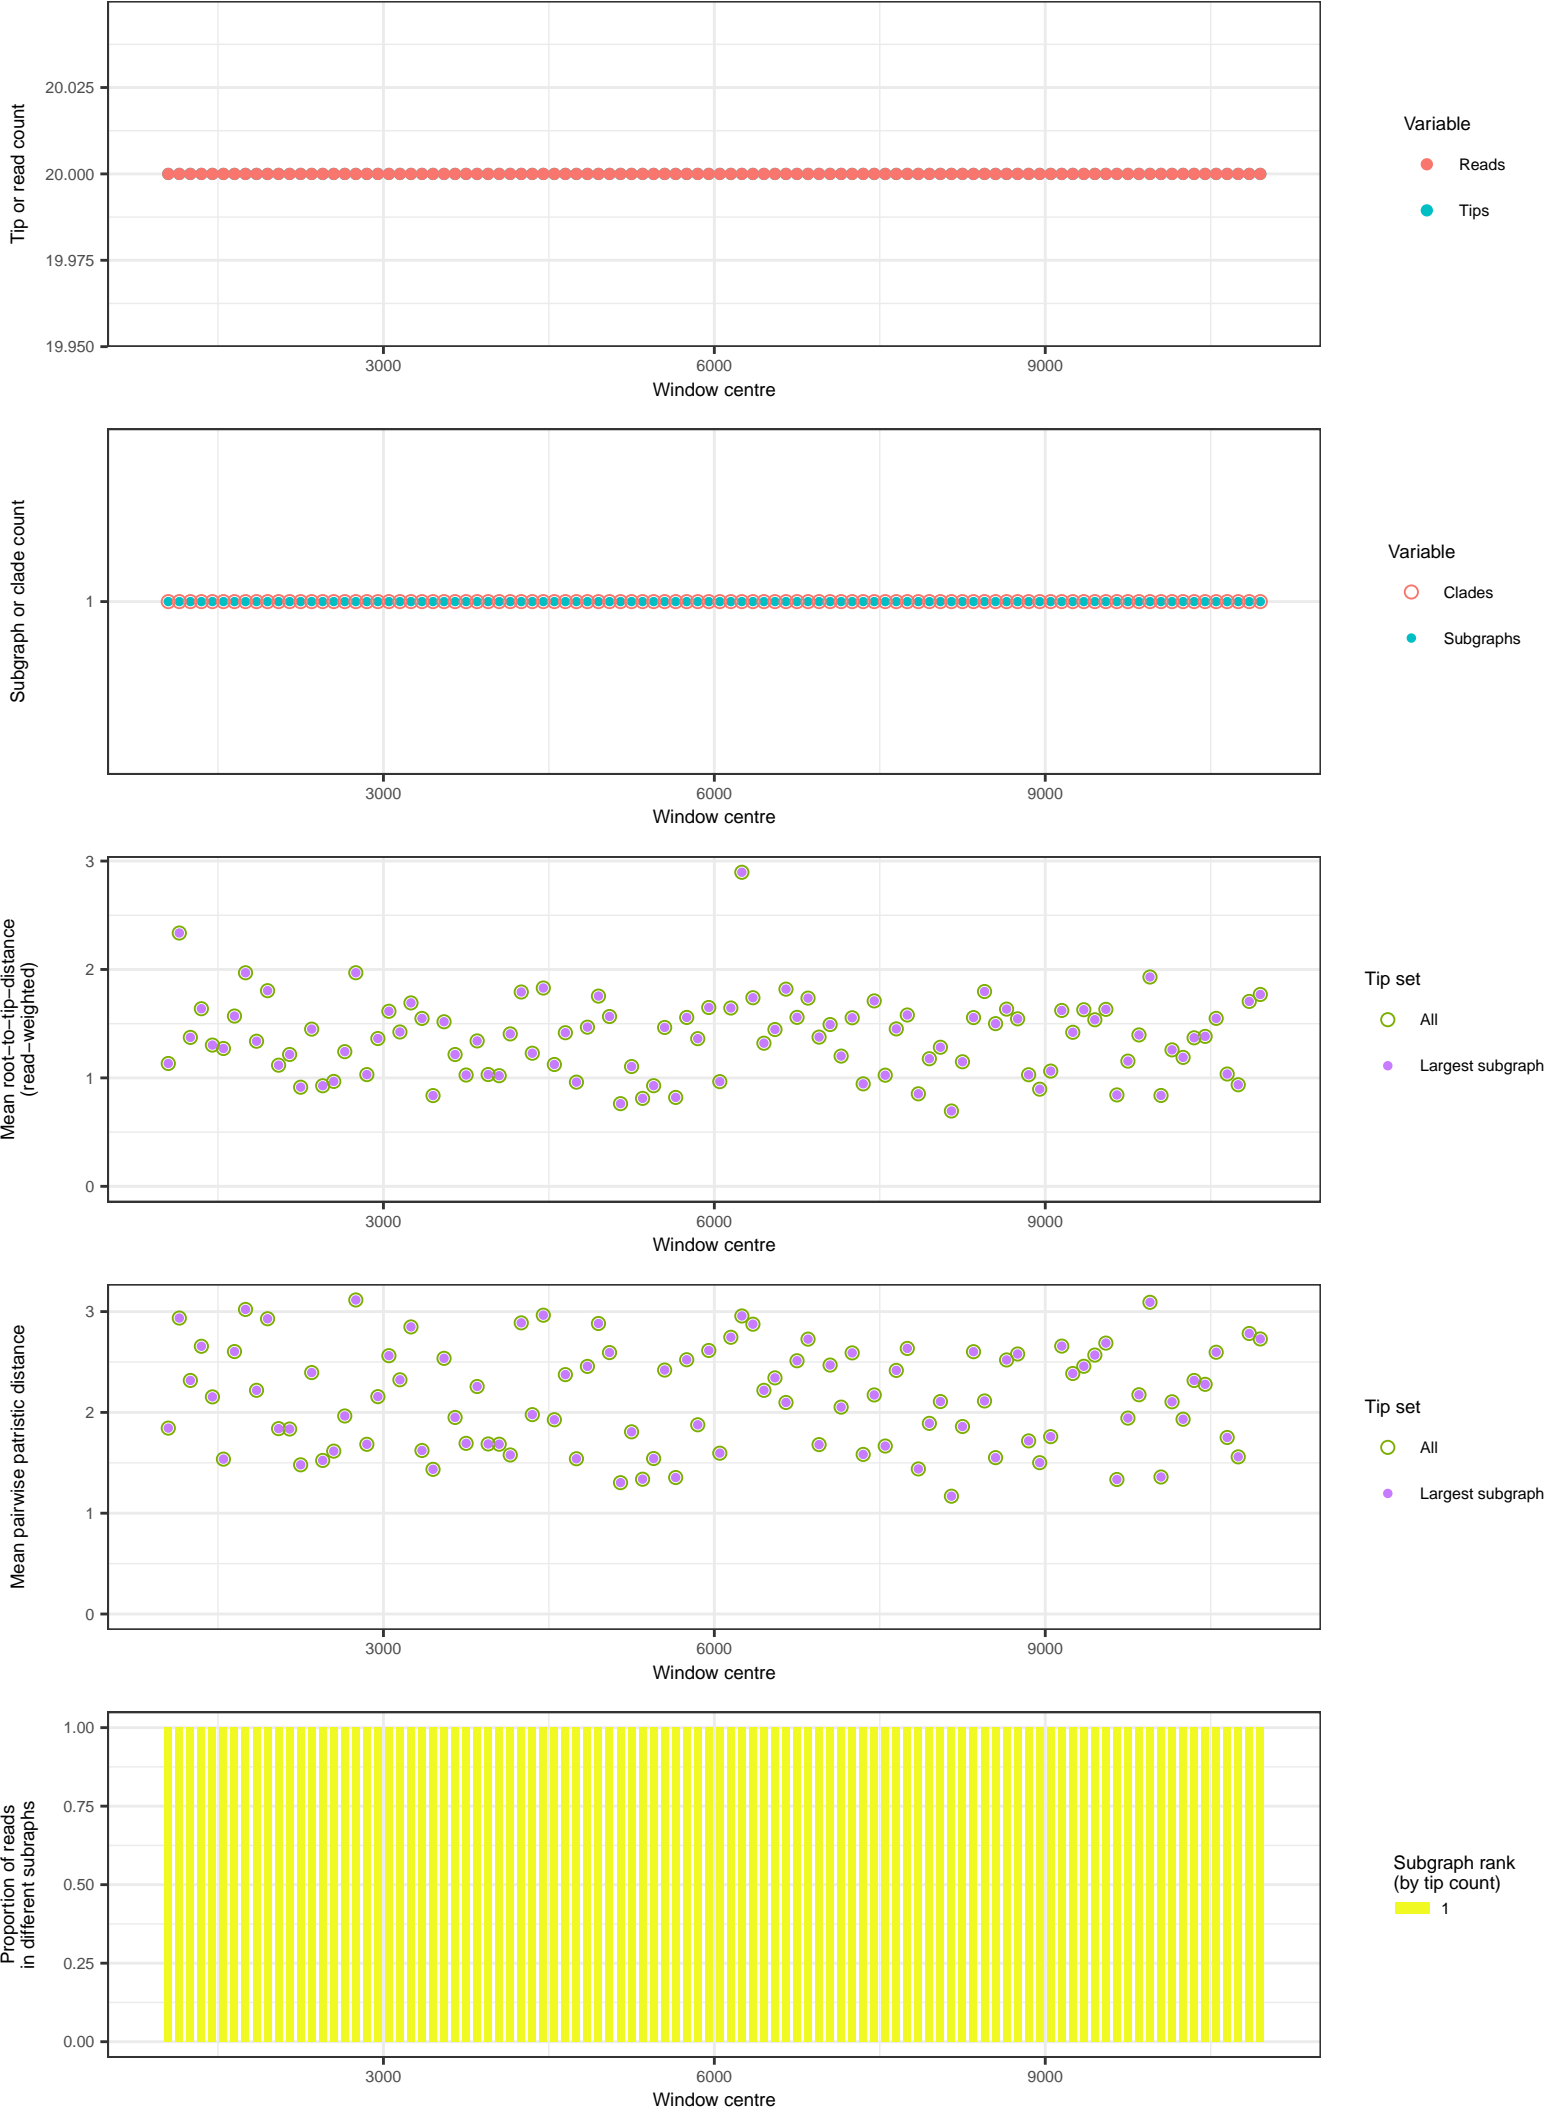 Tip or read count
20.025
20.000
19.975
19.950
3000
6000
9000
Window centre
Variable
Reads
Tips
Subgraph or clade count
1
3000
6000
9000
Window centre
Variable
Clades
Subgraphs
Mean root−to−tip−distance
(read−weighted)
3
2
1
0
3000
6000
9000
Window centre
Tip set
All
Largest subgraph
Mean pairwise patristic distance
3
2
1
0
3000
6000
9000
Window centre
Tip set
All
Largest subgraph
Proportion of reads
in different subraphs
1.00
0.75
0.50
0.25
0.00
3000
6000
9000
Window centre
Subgraph rank
(by tip count)
1